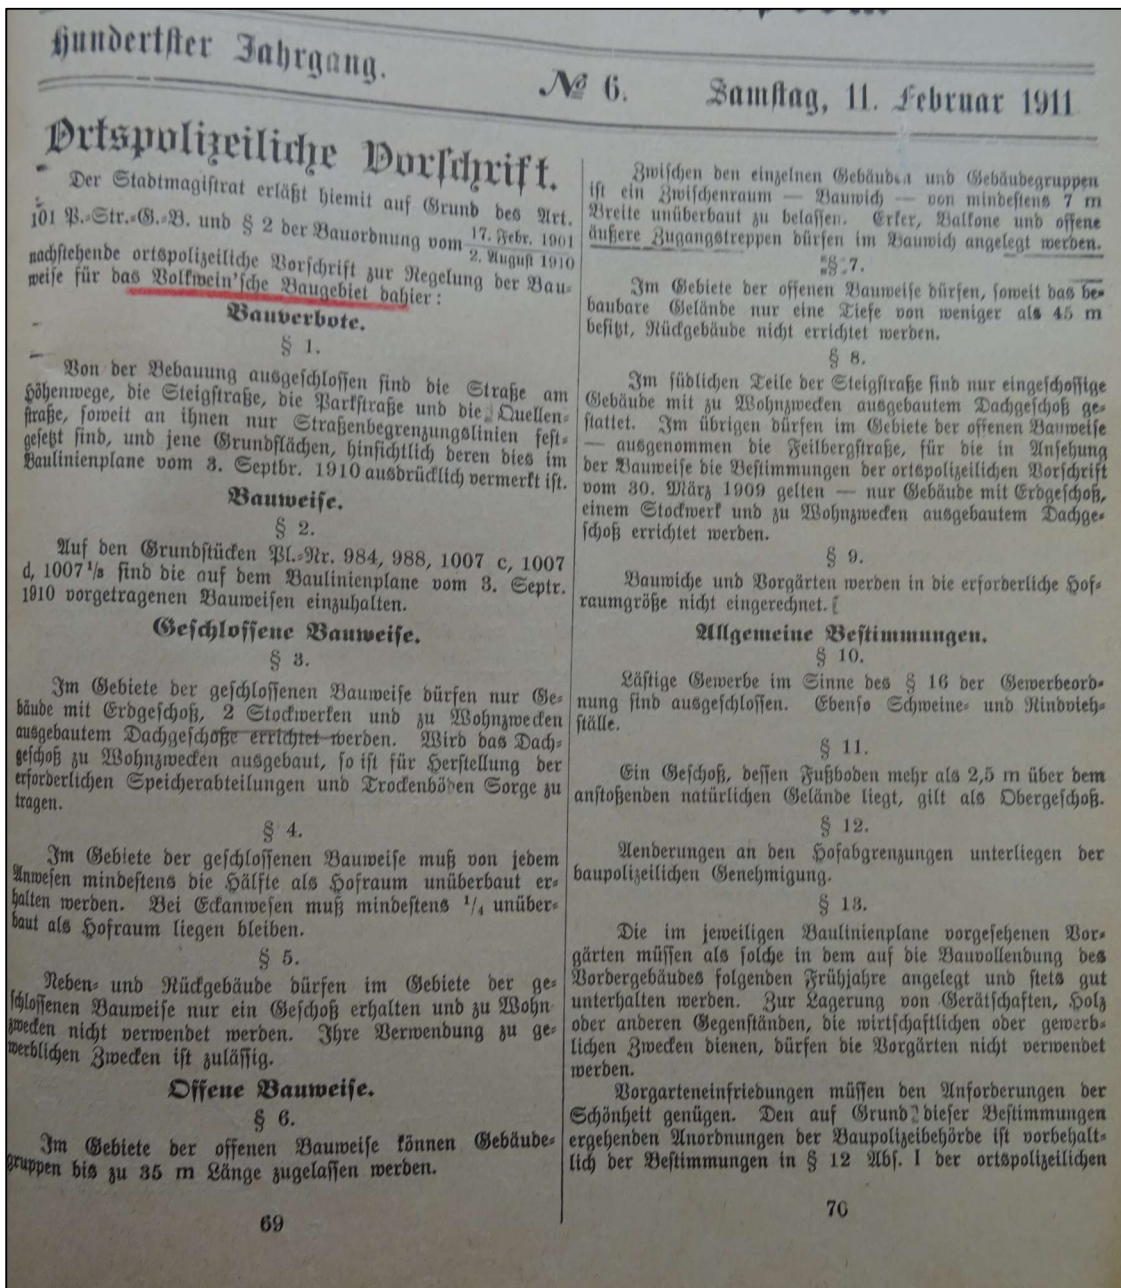 Hundertster Jahrgang.
№ 6.
Samstag, 11. Februar 1911
Ortspolizeiliche Vorschrift.
Der Stadtmagistrat erläßt hiemit auf Grund des Art.
101 P.-Str.-G.-B. und § 2 der Bauordnung vom 17. Febr. 1901
2. August 1910
nachstehende ortspolizeiliche Vorschrift zur Regelung der Bau-
weise für das Volkwein'sche Baugebiet dahier:
Bauverbote.
§ 1.
Von der Bebauung ausgeschlossen sind die Straße am
Höhenwege, die Steigstraße, die Parkstraße und die Quellen-
straße, soweit an ihnen nur Straßenbegrenzungslinien fest-
gesetzt sind, und jene Grundflächen, hinsichtlich deren dies im
Baulinienplane vom 3. Septbr. 1910 ausdrücklich vermerkt ist.
Bauweise.
§ 2.
Auf den Grundstücken Pl.-Nr. 984, 988, 1007 c, 1007
d, 1007 1/3 sind die auf dem Baulinienplane vom 3. Septr.
1910 vorgetragenen Bauweisen einzuhalten.
Geschlossene Bauweise.
§ 3.
Im Gebiete der geschlossenen Bauweise dürfen nur Ge-
bäude mit Erdgeschoß, 2 Stockwerken und zu Wohnzwecken
ausgebautem Dachgeschoße errichtet werden. Wird das Dach-
geschoß zu Wohnzwecken ausgebaut, so ist für Herstellung der
erforderlichen Speicherabteilungen und Trockenböden Sorge zu
tragen.
§ 4.
Im Gebiete der geschlossenen Bauweise muß von jedem
Anwesen mindestens die Hälfte als Hofraum unüberbaut er-
halten werden. Bei Eckanwesen muß mindestens 1/4 unüber-
baut als Hofraum liegen bleiben.
§ 5.
Neben- und Rückgebäude dürfen im Gebiete der ge-
schlossenen Bauweise nur ein Geschoß erhalten und zu Wohn
zwecken nicht verwendet werden. Ihre Verwendung zu ge-
werblichen Zwecken ist zulässig.
Offene Bauweise.
§ 6.
Im Gebiete der offenen Bauweise können Gebäude-
gruppen bis zu 35 m Länge zugelassen werden.
69
Zwischen den einzelnen Gebäuden und Gebäudegruppen
ist ein Zwischenraum — Bauwich — von mindestens 7 m
Breite unüberbaut zu belassen. Erker, Balkone und offene
äußere Zugangstreppen dürfen im Bauwich angelegt werden.
§ 7.
Im Gebiete der offenen Bauweise dürfen, soweit das be-
baubare Gelände nur eine Tiefe von weniger als 45 m
besitzt, Rückgebäude nicht errichtet werden.
§ 8.
Im südlichen Teile der Steigstraße sind nur eingeschossige
Gebäude mit zu Wohnzwecken ausgebautem Dachgeschoß ge-
stattet. Im übrigen dürfen im Gebiete der offenen Bauweise
— ausgenommen die Feilbergstraße, für die in Ansehung
der Bauweise die Bestimmungen der ortspolizeilichen Vorschrift
vom 30. März 1909 gelten — nur Gebäude mit Erdgeschoß,
einem Stockwerk und zu Wohnzwecken ausgebautem Dachge-
schoß errichtet werden.
§ 9.
Bauwiche und Vorgärten werden in die erforderliche Hof-
raumgröße nicht eingerechnet.
Allgemeine Bestimmungen.
§ 10.
Lästige Gewerbe im Sinne des § 16 der Gewerbeord-
nung sind ausgeschlossen. Ebenso Schweine- und Rindvieh-
ställe.
§ 11.
Ein Geschoß, dessen Fußboden mehr als 2,5 m über dem
anstoßenden natürlichen Gelände liegt, gilt als Obergeschoß.
§ 12.
Aenderungen an den Hofabgrenzungen unterliegen der
baupolizeilichen Genehmigung.
§ 13.
Die im jeweiligen Baulinienplane vorgesehenen Vor-
gärten müssen als solche in dem auf die Bauvollendung des
Vordergebäudes folgenden Frühjahre angelegt und stets gut
unterhalten werden. Zur Lagerung von Gerätschaften, Holz
oder anderen Gegenständen, die wirtschaftlichen oder gewerb-
lichen Zwecken dienen, dürfen die Vorgärten nicht verwendet
werden.
Vorgarteneinfriedungen müssen den Anforderungen der
Schönheit genügen. Den auf Grund dieser Bestimmungen
ergehenden Anordnungen der Baupolizeibehörde ist vorbehalt-
lich der Bestimmungen in § 12 Abs. I der ortspolizeilichen
70